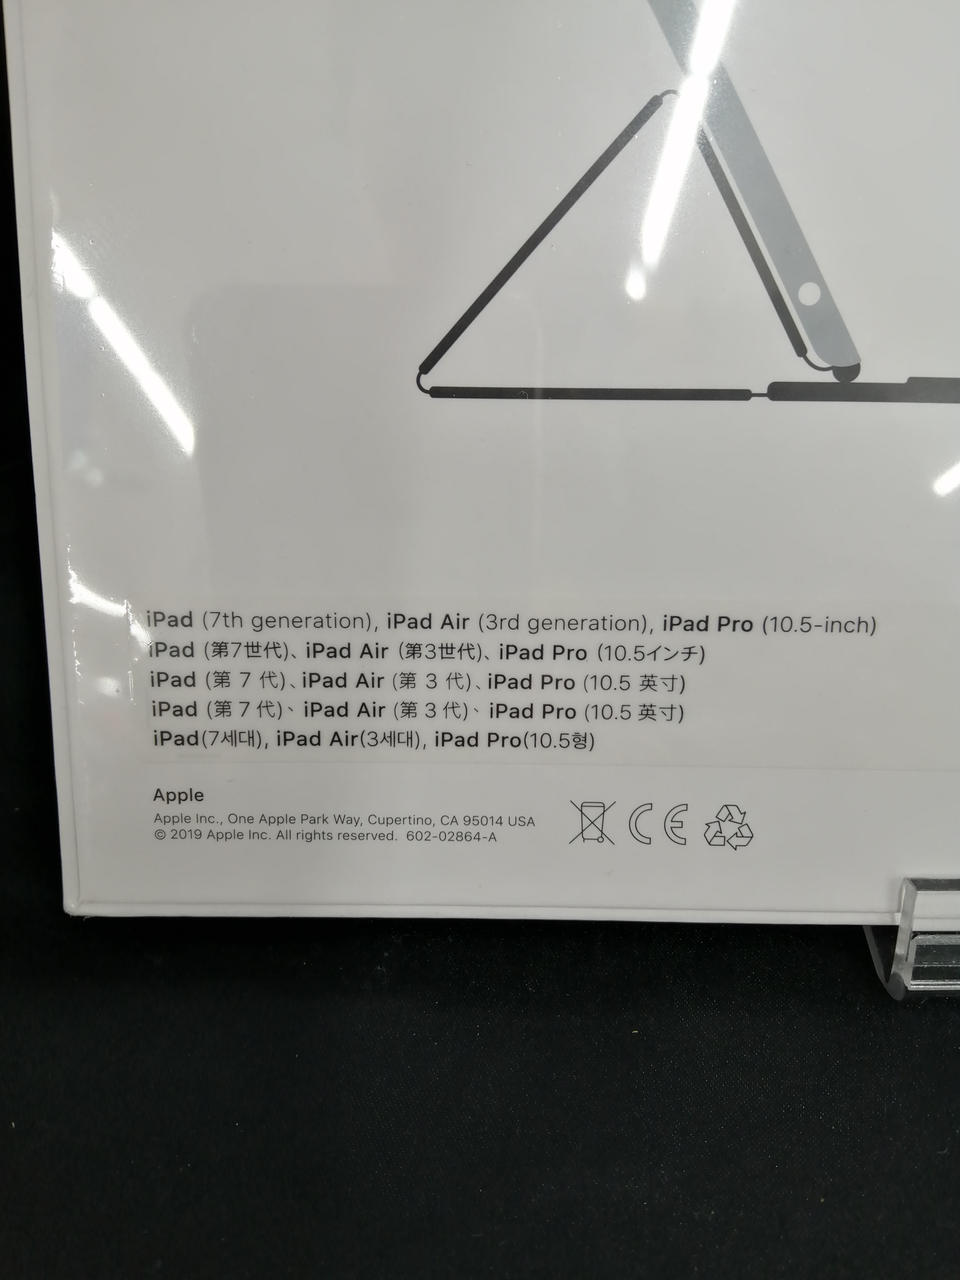 iPad (7th generation), iPad Air (3rd generation), iPad Pro (10.5-inch)
iPad (第7世代)、iPad Air (第3世代)、iPad Pro (10.5インチ)
iPad (第 7 代)、iPad Air (第 3 代)、iPad Pro (10.5 英寸)
iPad (第 7 代)、iPad Air (第 3 代)、iPad Pro (10.5 英寸)
iPad(7세대), iPad Air(3세대), iPad Pro(10.5형)
Apple
Apple Inc., One Apple Park Way, Cupertino, CA 95014 USA
© 2019 Apple Inc. All rights reserved. 602-02864-A
CE